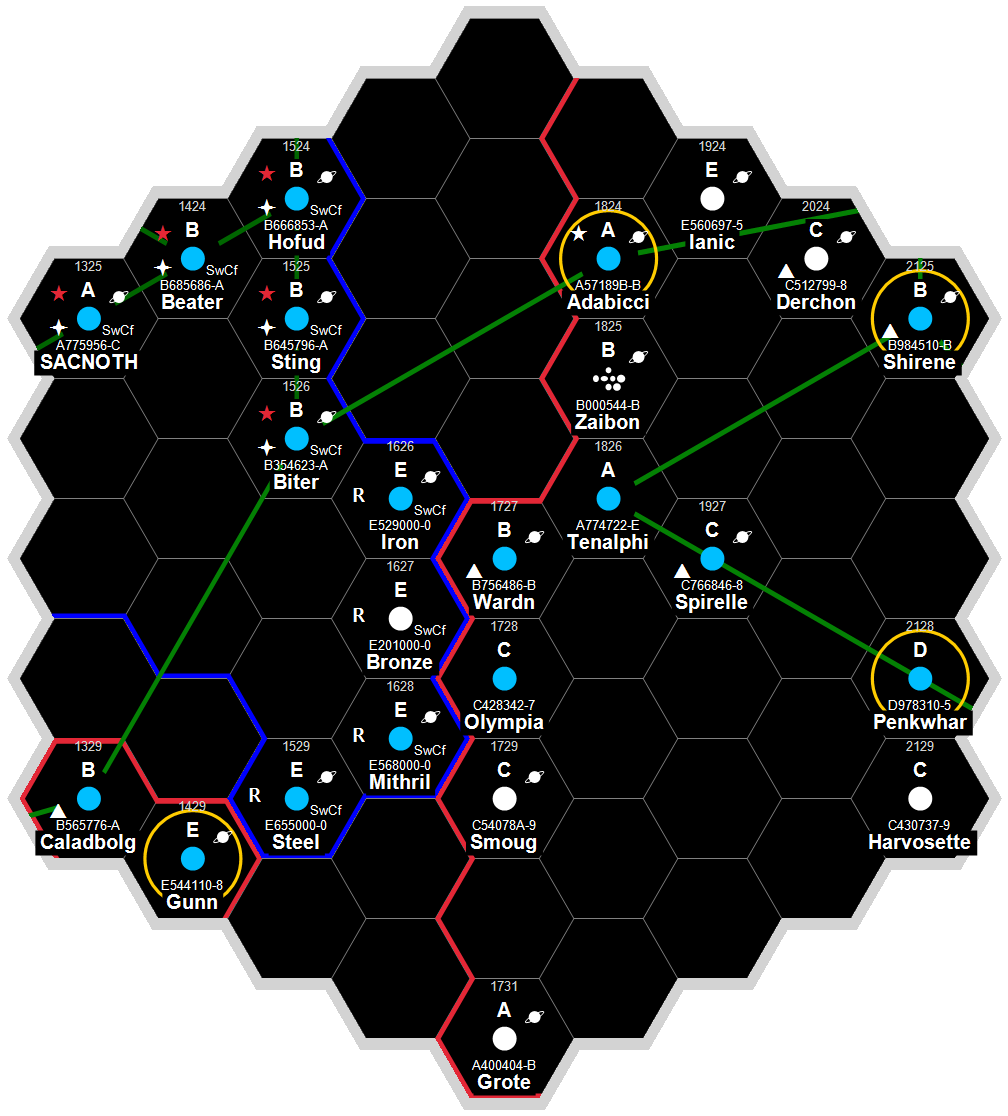 1524
B
SwCf
B666853-A
Hofud
1924
E
E560697-5
Ianic
1424
B
SwCf
B685686-A
Beater
1824
A
A57189B-B
Adabicci
2024
C
C512799-8
Derchon
1325
A
SwCf
A775956-C
SACNOTH
1525
B
SwCf
B645796-A
Sting
2125
B
B984510-B
Shirene
1825
B
B000544-B
Zaibon
1526
B
SwCf
B354623-A
Biter
1626
E
R
SwCf
E529000-0
Iron
1826
A
A774722-E
Tenalphi
1727
B
B756486-B
Wardn
1927
C
C766846-8
Spirelle
1627
E
R
SwCf
E201000-0
Bronze
1728
C
C428342-7
Olympia
2128
D
D978310-5
Penkwhar
1628
E
R
SwCf
E568000-0
Mithril
1329
B
B565776-A
Caladbolg
1529
E
R
SwCf
E655000-0
Steel
1729
C
C54078A-9
Smoug
2129
C
C430737-9
Harvosette
1429
E
E544110-8
Gunn
1731
A
A400404-B
Grote